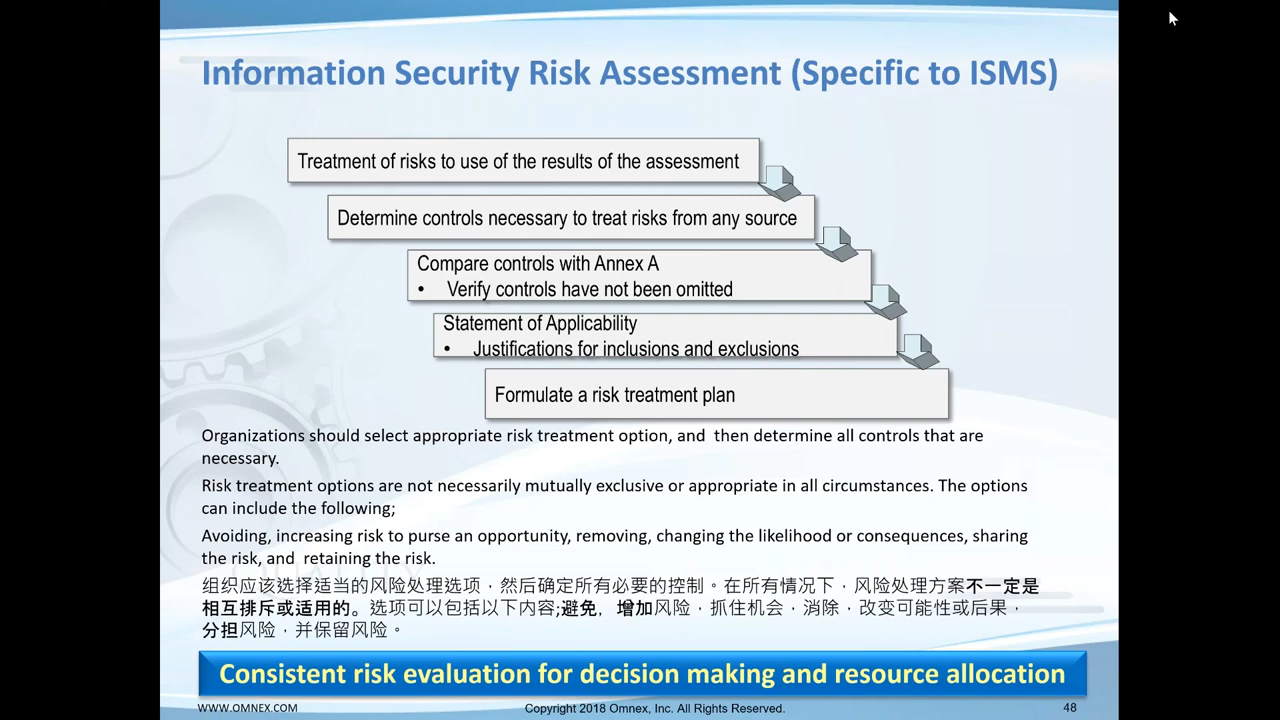 Information Security Risk Assessment (Specific to ISMS)
Treatment of risks to use of the results of the assessment
Determine controls necessary to treat risks from any source
Compare controls with Annex A
• Verify controls have not been omitted
Statement of Applicability
• Justifications for inclusions and exclusions
Formulate a risk treatment plan
Organizations should select appropriate risk treatment option, and then determine all controls that are
necessary.
Risk treatment options are not necessarily mutually exclusive or appropriate in all circumstances. The options
can include the following;
Avoiding, increasing risk to purse an opportunity, removing, changing the likelihood or consequences, sharing
the risk, and retaining the risk.
组织应该选择适当的风险处理选项，然后确定所有必要的控制。在所有情况下，风险处理方案不一定是
相互排斥或适用的。选项可以包括以下内容;避免，增加风险，抓住机会，消除，改变可能性或后果，
分担风险，并保留风险。
Consistent risk evaluation for decision making and resource allocation
WWW.OMNEX.COM
Copyright 2018 Omnex, Inc. All Rights Reserved.
48